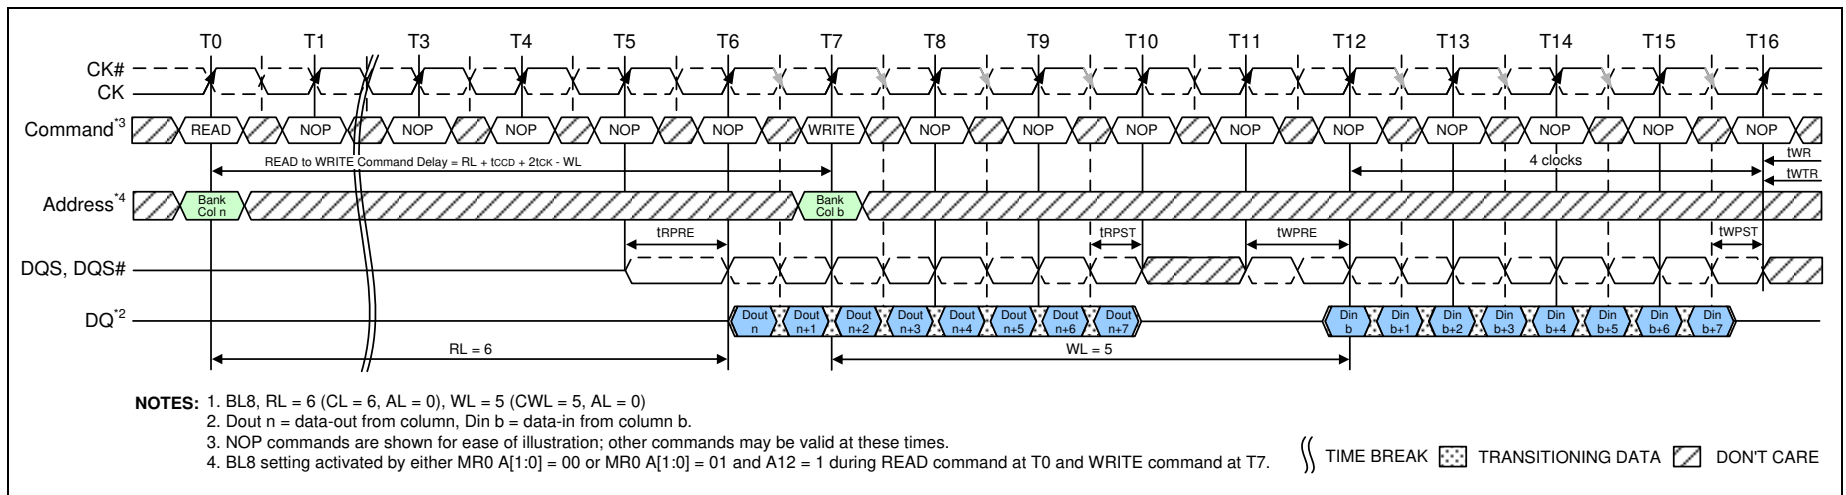 T0 T1 T3 T4 T5 T6 T7 T8 T9 T10 T11 T12 T13 T14 T15 T16
CK#
CK
Command*3 READ NOP NOP NOP NOP NOP WRITE NOP NOP NOP NOP NOP NOP NOP NOP NOP
READ to WRITE Command Delay = RL + tCCD + 2tCK - WL
4 clocks
tWR
tWTR
Address*4
Bank
Col n
Bank
Col b
tRPRE tRPST tWPRE tWPST
DQS, DQS#
DQ*2
Dout Dout Dout Dout Dout Dout Dout Dout Din Din Din Din Din Din Din Din
n n+1 n+2 n+3 n+4 n+5 n+6 n+7 b b+1 b+2 b+3 b+4 b+5 b+6 b+7
RL = 6 WL = 5
NOTES: 1. BL8, RL = 6 (CL = 6, AL = 0), WL = 5 (CWL = 5, AL = 0)
2. Dout n = data-out from column, Din b = data-in from column b.
3. NOP commands are shown for ease of illustration; other commands may be valid at these times.
4. BL8 setting activated by either MR0 A[1:0] = 00 or MR0 A[1:0] = 01 and A12 = 1 during READ command at T0 and WRITE command at T7.
TIME BREAK TRANSITIONING DATA DON'T CARE